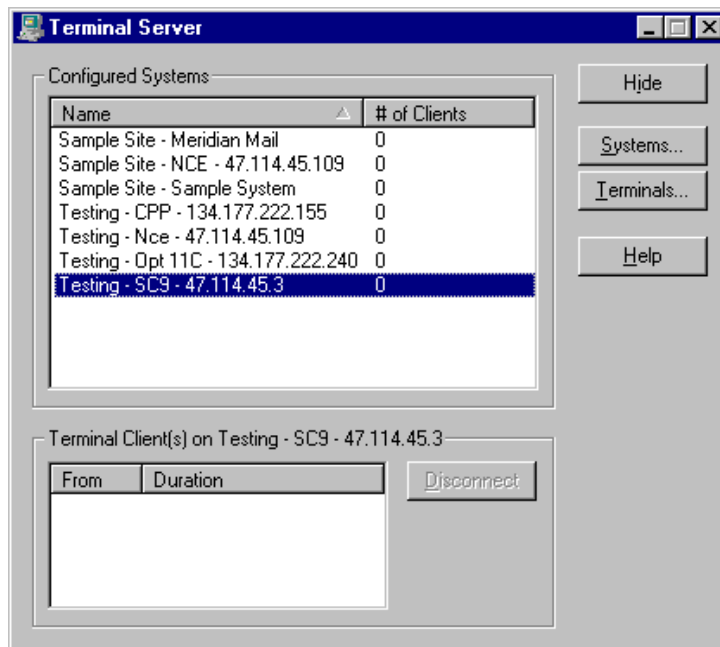 Terminal Server
Configured Systems
Name # of Clients
Sample Site - Meridian Mail 0
Sample Site - NCE - 47.114.45.109 0
Sample Site - Sample System 0
Testing - CPP - 134.177.222.155 0
Testing - Nce - 47.114.45.109 0
Testing - Opt 11C - 134.177.222.240 0
Testing - SC9 - 47.114.45.3 0
Hide
Systems...
Terminals...
Help
Terminal Client(s) on Testing - SC9 - 47.114.45.3
From Duration
Disconnect